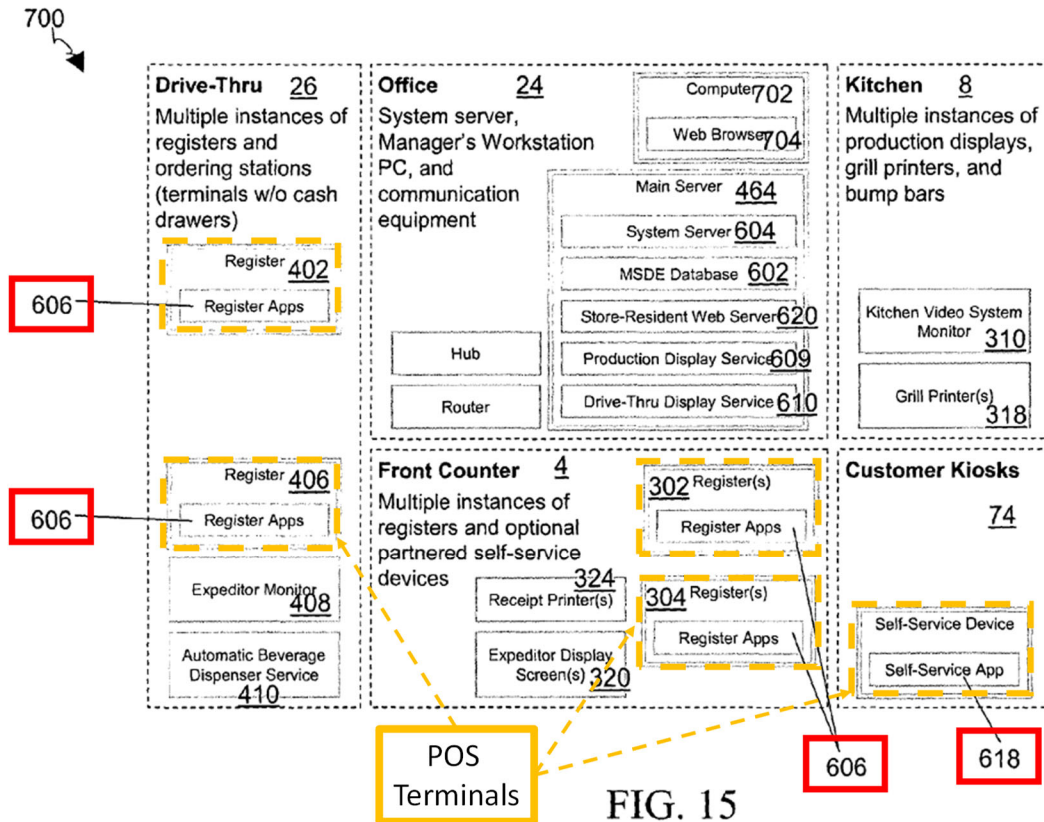 700
Drive-Thru 26
Multiple instances of
registers and
ordering stations
(terminals w/o cash
drawers)
Register 402
Register Apps
606
Register 406
Register Apps
606
Expeditor Monitor
408
Automatic Beverage
Dispenser Service
410
Office 24
System server,
Manager's Workstation
PC, and
communication
equipment
Computer 702
Web Browser 704
Main Server 464
System Server 604
MSDE Database 602
Store-Resident Web Server 620
Production Display Service 609
Drive-Thru Display Service 610
Hub
Router
Kitchen 8
Multiple instances of
production displays,
grill printers, and
bump bars
Kitchen Video System
Monitor 310
Grill Printer(s)
318
Front Counter 4
Multiple instances of
registers and optional
partnered self-service
devices
302 Register(s)
Register Apps
304 Register(s)
Register Apps
324
Receipt Printer(s)
Expeditor Display
Screen(s) 320
Customer Kiosks
74
Self-Service Device
Self-Service App
POS
Terminals
606
618
FIG. 15